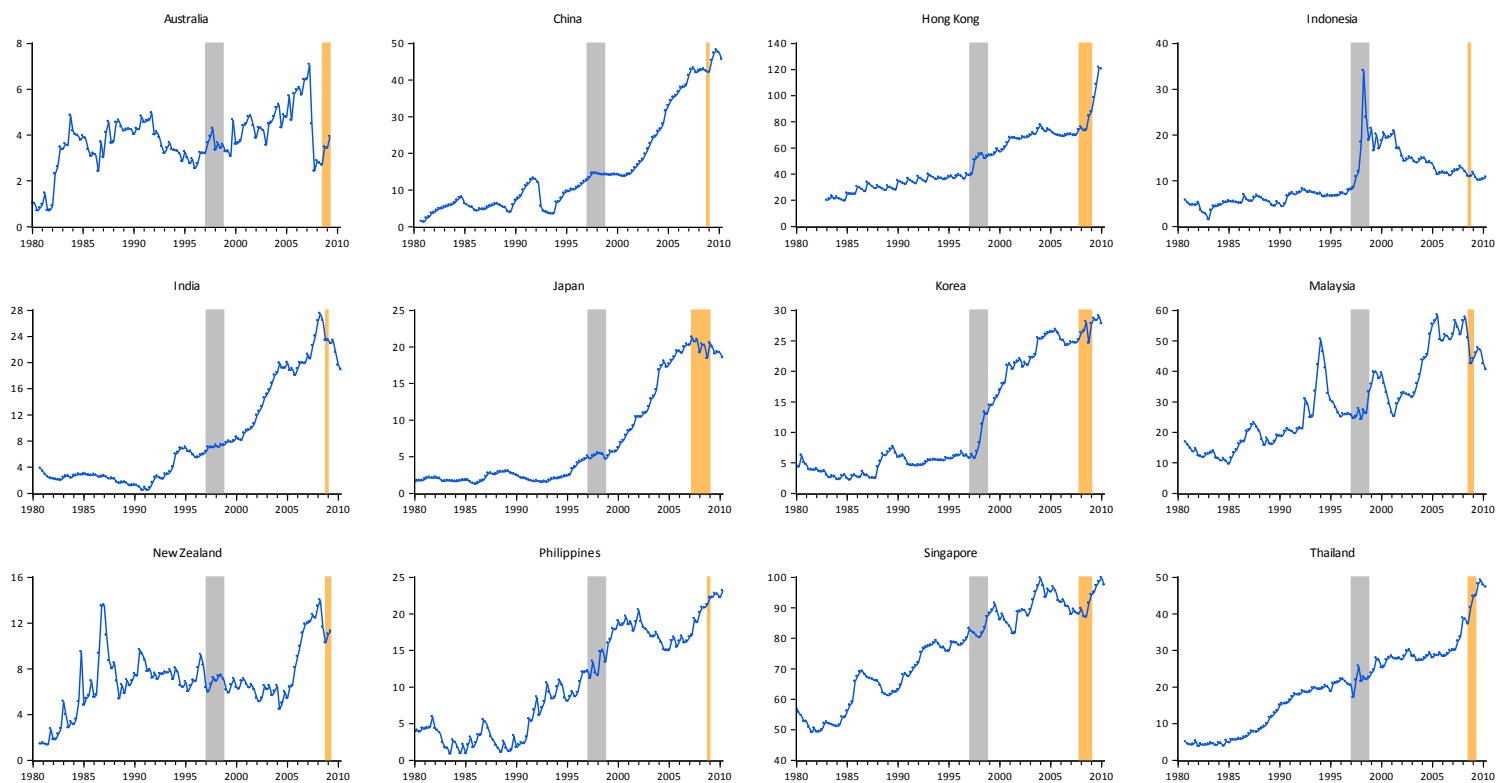 Australia China Hong Kong Indonesia
8 50 140 40
120
6 40 30
100
30 80
4 20
20 60
40
2 10
10
20
0 0 0 0
1980 1985 1990 1995 2000 2005 2010 1980 1985 1990 1995 2000 2005 2010 1980 1985 1990 1995 2000 2005 2010 1980 1985 1990 1995 2000 2005 2010
India Japan Korea Malaysia
28 25 30 60
24 25 50
20
20 20 40
16 15
15 30
12 10
10 20
8
5
4 5 10
0 0 0 0
1980 1985 1990 1995 2000 2005 2010 1980 1985 1990 1995 2000 2005 2010 1980 1985 1990 1995 2000 2005 2010 1980 1985 1990 1995 2000 2005 2010
New Zealand Philippines Singapore Thailand
16 25 100 50
90
12 20 40
80
15 30
8 70
10 20
60
4
5 50 10
0 0 40 0
1980 1985 1990 1995 2000 2005 2010 1980 1985 1990 1995 2000 2005 2010 1980 1985 1990 1995 2000 2005 2010 1980 1985 1990 1995 2000 2005 2010